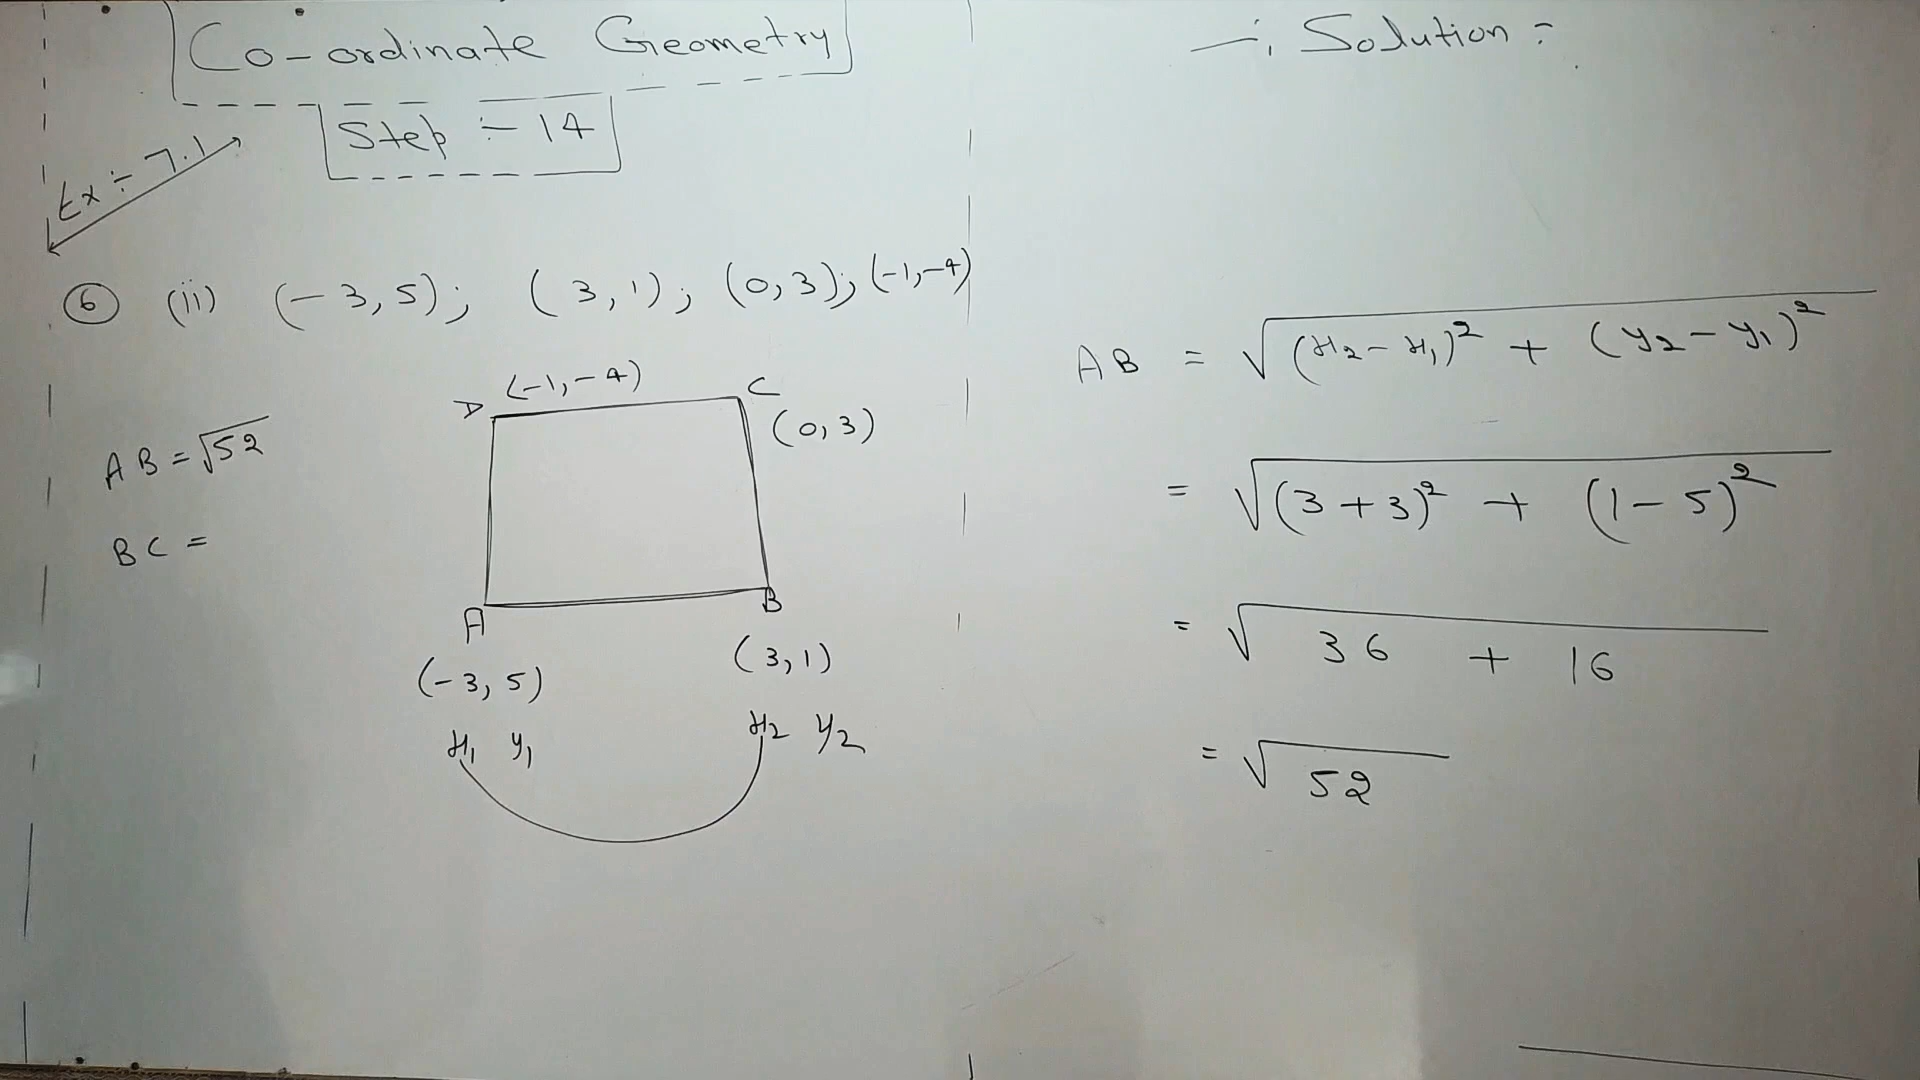 Co-ordinate Geometry
Step :- 14
Ex :- 7.1
6 (ii) (-3,5); (3,1); (0,3); (-1,-4)
D (-1,-4) C
(0,3)
AB = √52
BC =
A B
(-3,5) (3,1)
x₁ y₁ x₂ y₂
-: Solution :-
AB = √(x₂-x₁)² + (y₂-y₁)²
= √(3+3)² + (1-5)²
= √36 + 16
= √52